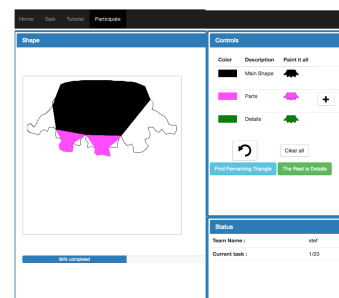 Home Task Tutorial Participate
Shape
36% completed
Controls
Color Description Paint it all
Main Shape
Parts
+
Details
Clear all
Find Remaining Triangle The Rest is Details
Status
Team Name : stef
Current task : 1/20